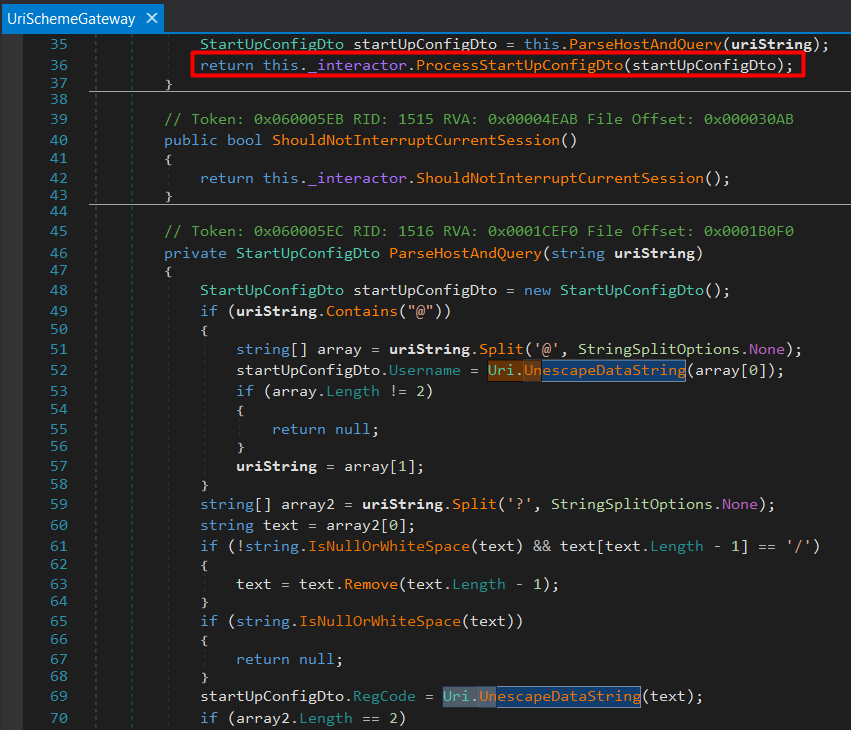 UriSchemeGateway ✕
35 StartUpConfigDto startUpConfigDto = this.ParseHostAndQuery(uriString);
36 return this._interactor.ProcessStartUpConfigDto(startUpConfigDto);
37 }
38
39 // Token: 0x060005EB RID: 1515 RVA: 0x00004EAB File Offset: 0x000030AB
40 public bool ShouldNotInterruptCurrentSession()
41 {
42 return this._interactor.ShouldNotInterruptCurrentSession();
43 }
44
45 // Token: 0x060005EC RID: 1516 RVA: 0x0001CEF0 File Offset: 0x0001B0F0
46 private StartUpConfigDto ParseHostAndQuery(string uriString)
47 {
48 StartUpConfigDto startUpConfigDto = new StartUpConfigDto();
49 if (uriString.Contains("@"))
50 {
51 string[] array = uriString.Split('@', StringSplitOptions.None);
52 startUpConfigDto.Username = Uri.UnescapeDataString(array[0]);
53 if (array.Length != 2)
54 {
55 return null;
56 }
57 uriString = array[1];
58 }
59 string[] array2 = uriString.Split('?', StringSplitOptions.None);
60 string text = array2[0];
61 if (!string.IsNullOrWhiteSpace(text) && text[text.Length - 1] == '/')
62 {
63 text = text.Remove(text.Length - 1);
64 }
65 if (string.IsNullOrWhiteSpace(text))
66 {
67 return null;
68 }
69 startUpConfigDto.RegCode = Uri.UnescapeDataString(text);
70 if (array2.Length == 2)